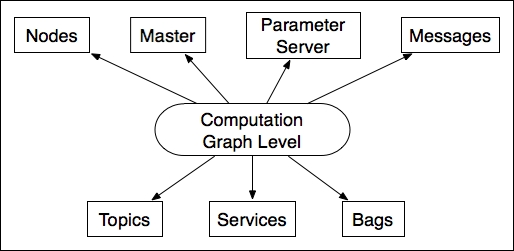 Nodes
Master
Parameter
Server
Messages
Computation
Graph Level
Topics
Services
Bags